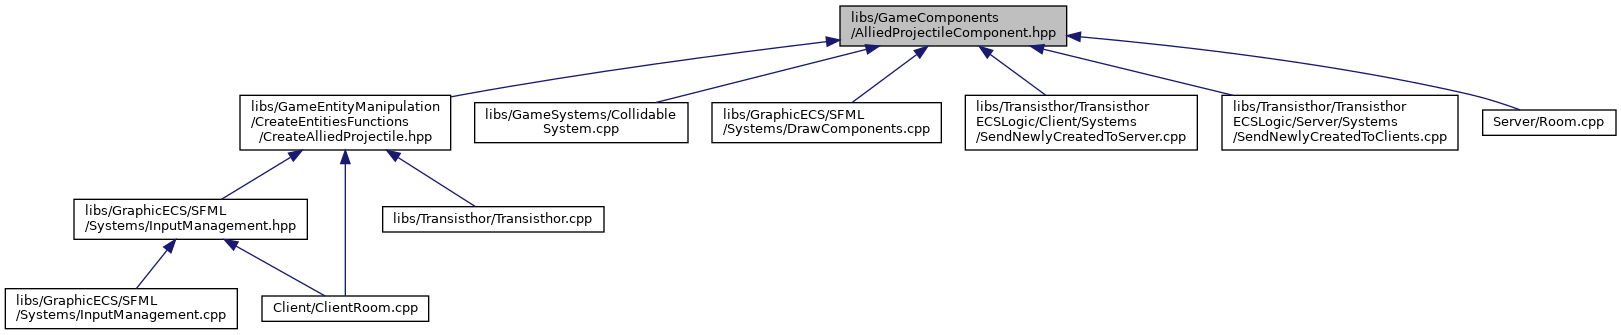 libs/GameComponents
/AlliedProjectileComponent.hpp
libs/GameEntityManipulation
/CreateEntitiesFunctions
/CreateAlliedProjectile.hpp
libs/GameSystems/Collidable
System.cpp
libs/GraphicECS/SFML
/Systems/DrawComponents.cpp
libs/Transisthor/Transisthor
ECSLogic/Client/Systems
/SendNewlyCreatedToServer.cpp
libs/Transisthor/Transisthor
ECSLogic/Server/Systems
/SendNewlyCreatedToClients.cpp
Server/Room.cpp
libs/GraphicECS/SFML
/Systems/InputManagement.hpp
libs/Transisthor/Transisthor.cpp
libs/GraphicECS/SFML
/Systems/InputManagement.cpp
Client/ClientRoom.cpp